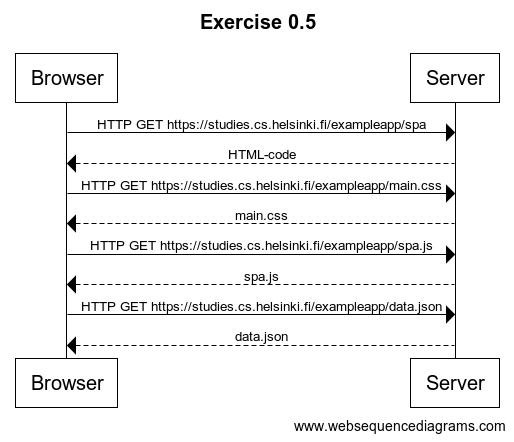 Exercise 0.5
Browser Server
HTTP GET https://studies.cs.helsinki.fi/exampleapp/spa
HTML-code
HTTP GET https://studies.cs.helsinki.fi/exampleapp/main.css
main.css
HTTP GET https://studies.cs.helsinki.fi/exampleapp/spa.js
spa.js
HTTP GET https://studies.cs.helsinki.fi/exampleapp/data.json
data.json
Browser Server
www.websequencediagrams.com